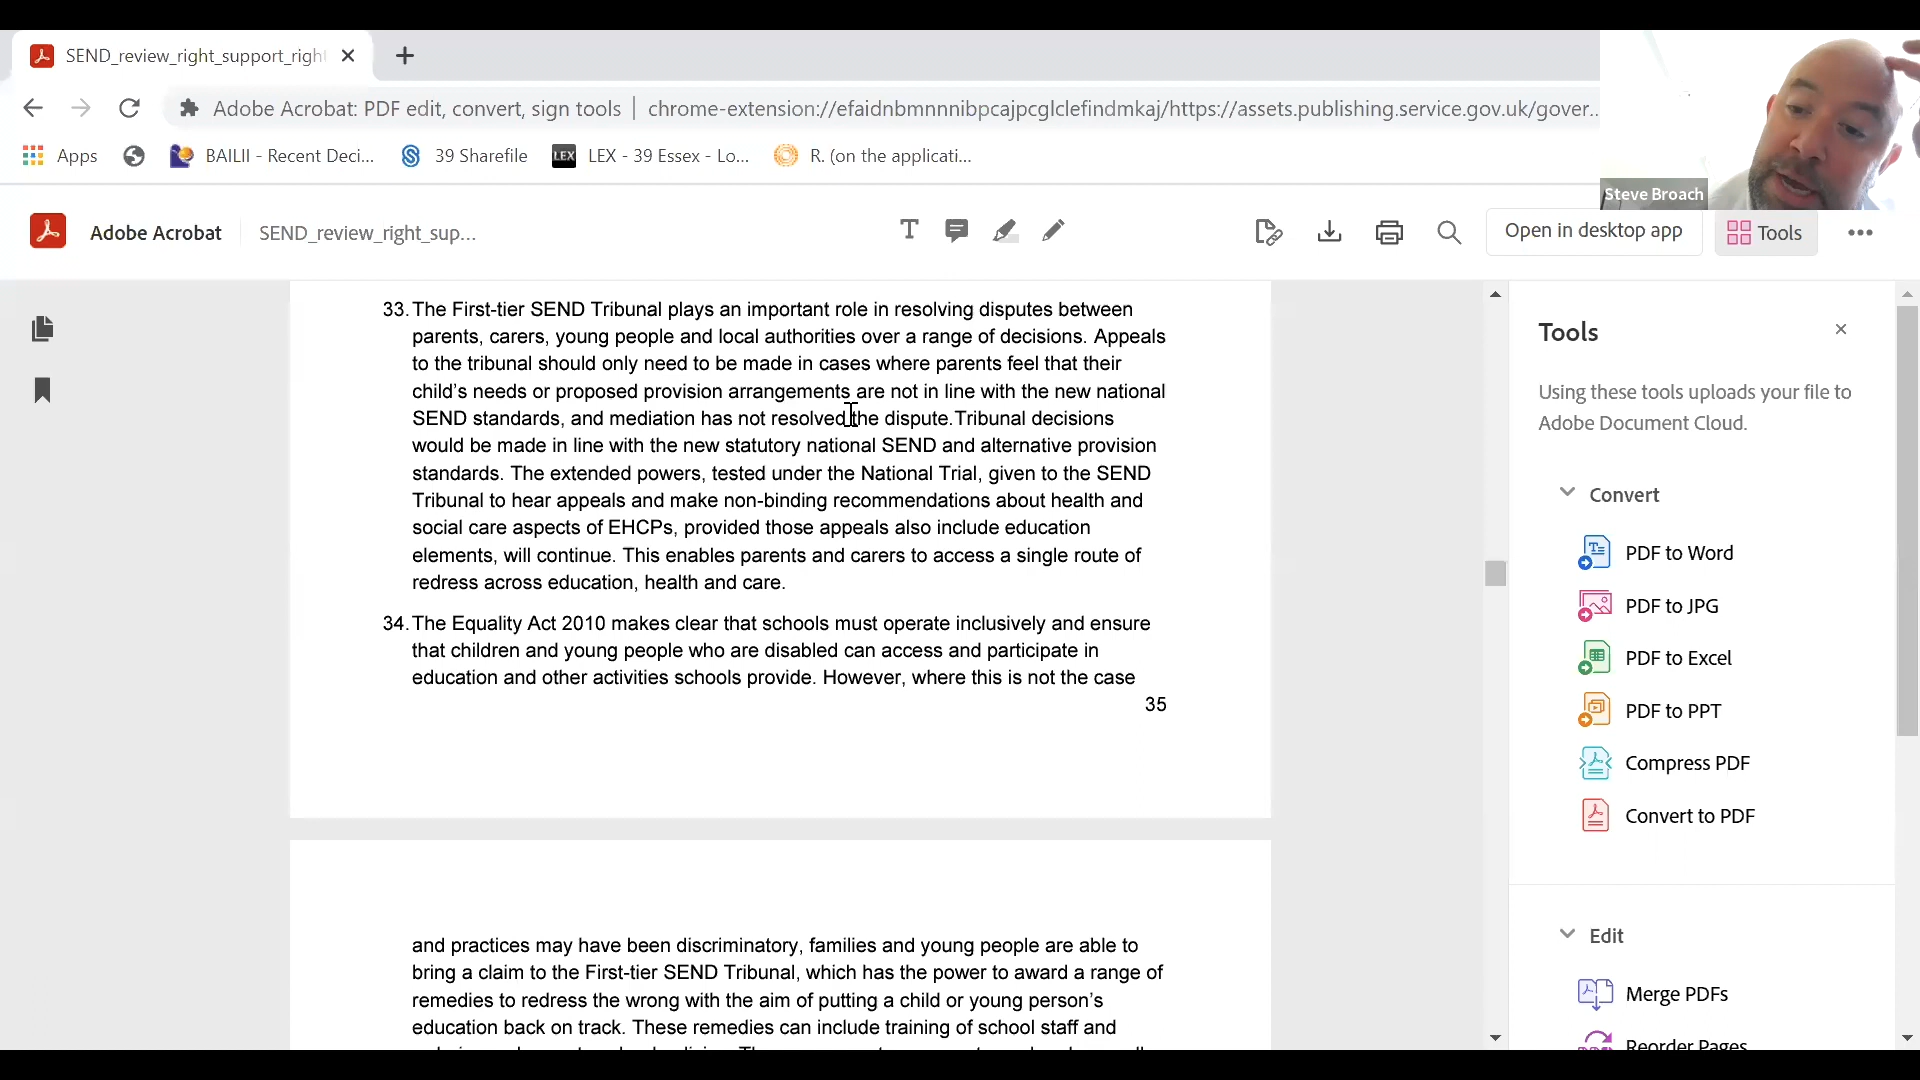 SEND_review_right_support_righ
Adobe Acrobat: PDF edit, convert, sign tools | chrome-extension://efaidnbmnnnibpcajpcglclefindmkaj/https://assets.publishing.service.gov.uk/gover...
Apps
BAILII - Recent Deci...
39 Sharefile
LEX
LEX - 39 Essex - Lo...
R. (on the applicati...
Steve Broach
Adobe Acrobat
SEND_review_right_sup...
Open in desktop app
Tools
33. The First-tier SEND Tribunal plays an important role in resolving disputes between
parents, carers, young people and local authorities over a range of decisions. Appeals
to the tribunal should only need to be made in cases where parents feel that their
child’s needs or proposed provision arrangements are not in line with the new national
SEND standards, and mediation has not resolved the dispute.Tribunal decisions
would be made in line with the new statutory national SEND and alternative provision
standards. The extended powers, tested under the National Trial, given to the SEND
Tribunal to hear appeals and make non-binding recommendations about health and
social care aspects of EHCPs, provided those appeals also include education
elements, will continue. This enables parents and carers to access a single route of
redress across education, health and care.
34. The Equality Act 2010 makes clear that schools must operate inclusively and ensure
that children and young people who are disabled can access and participate in
education and other activities schools provide. However, where this is not the case
35
and practices may have been discriminatory, families and young people are able to
bring a claim to the First-tier SEND Tribunal, which has the power to award a range of
remedies to redress the wrong with the aim of putting a child or young person’s
education back on track. These remedies can include training of school staff and
Tools
Using these tools uploads your file to
Adobe Document Cloud.
Convert
PDF to Word
PDF to JPG
PDF to Excel
PDF to PPT
Compress PDF
Convert to PDF
Edit
Merge PDFs
Reorder Pages